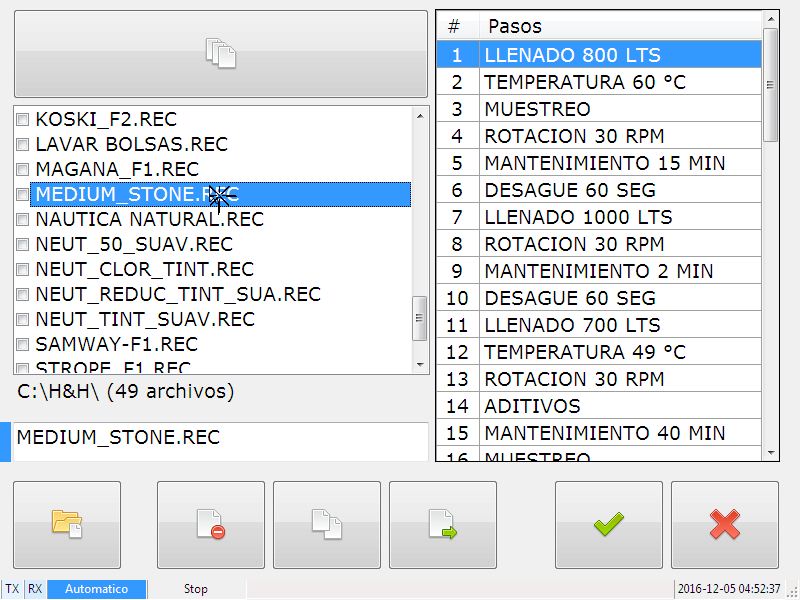 KOSKI_F2.REC
LAVAR BOLSAS.REC
MAGANA_F1.REC
MEDIUM_STONE.REC
NAUTICA NATURAL.REC
NEUT_50_SUAV.REC
NEUT_CLOR_TINT.REC
NEUT_REDUC_TINT_SUA.REC
NEUT_TINT_SUAV.REC
SAMWAY-F1.REC
STROPE_F1.REC
C:\H&H\ (49 archivos)
MEDIUM_STONE.REC
# Pasos
1 LLENADO 800 LTS
2 TEMPERATURA 60 °C
3 MUESTREO
4 ROTACION 30 RPM
5 MANTENIMIENTO 15 MIN
6 DESAGUE 60 SEG
7 LLENADO 1000 LTS
8 ROTACION 30 RPM
9 MANTENIMIENTO 2 MIN
10 DESAGUE 60 SEG
11 LLENADO 700 LTS
12 TEMPERATURA 49 °C
13 ROTACION 30 RPM
14 ADITIVOS
15 MANTENIMIENTO 40 MIN
16 MUESTREO
TX RX Automatico Stop 2016-12-05 04:52:37